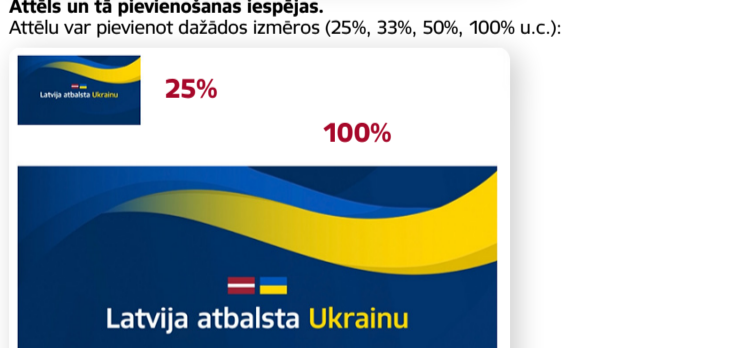 Attēls un tā pievienošanas iespējas.
Attēlu var pievienot dažādos izmēros (25%, 33%, 50%, 100% u.c.):
Latvija atbalsta Ukrainu
25%
100%
Latvija atbalsta Ukrainu